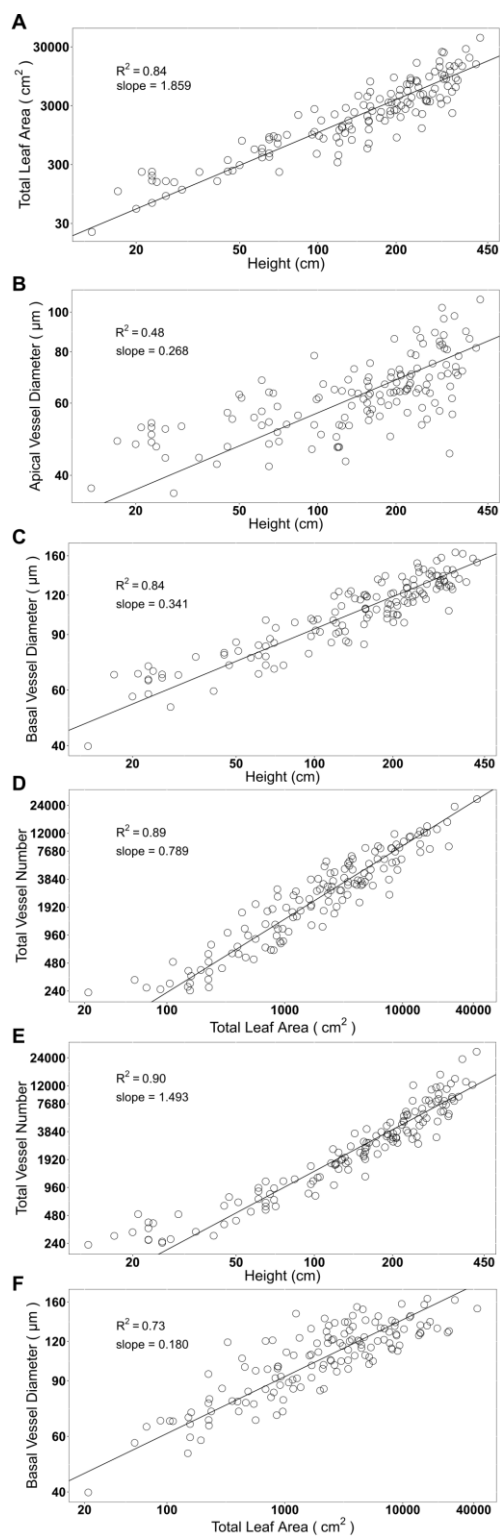 A
Total Leaf Area ( cm²)
30000
3000
300
30
R² = 0.84
slope = 1.859
20 50 100 200 450
Height (cm)
B
Apical Vessel Diameter ( μm )
100
80
60
40
R² = 0.48
slope = 0.268
20 50 100 200 450
Height (cm)
C
Basal Vessel Diameter ( μm )
160
120
90
60
40
R² = 0.84
slope = 0.341
20 50 100 200 450
Height (cm)
D
Total Vessel Number
24000
12000
7680
3840
1920
960
480
240
R² = 0.89
slope = 0.789
20 100 1000 10000 40000
Total Leaf Area ( cm²)
E
Total Vessel Number
24000
12000
7680
3840
1920
960
480
240
R² = 0.90
slope = 1.493
20 50 100 200 450
Height (cm)
F
Basal Vessel Diameter ( μm )
160
120
90
60
40
R² = 0.73
slope = 0.180
20 100 1000 10000 40000
Total Leaf Area ( cm²)